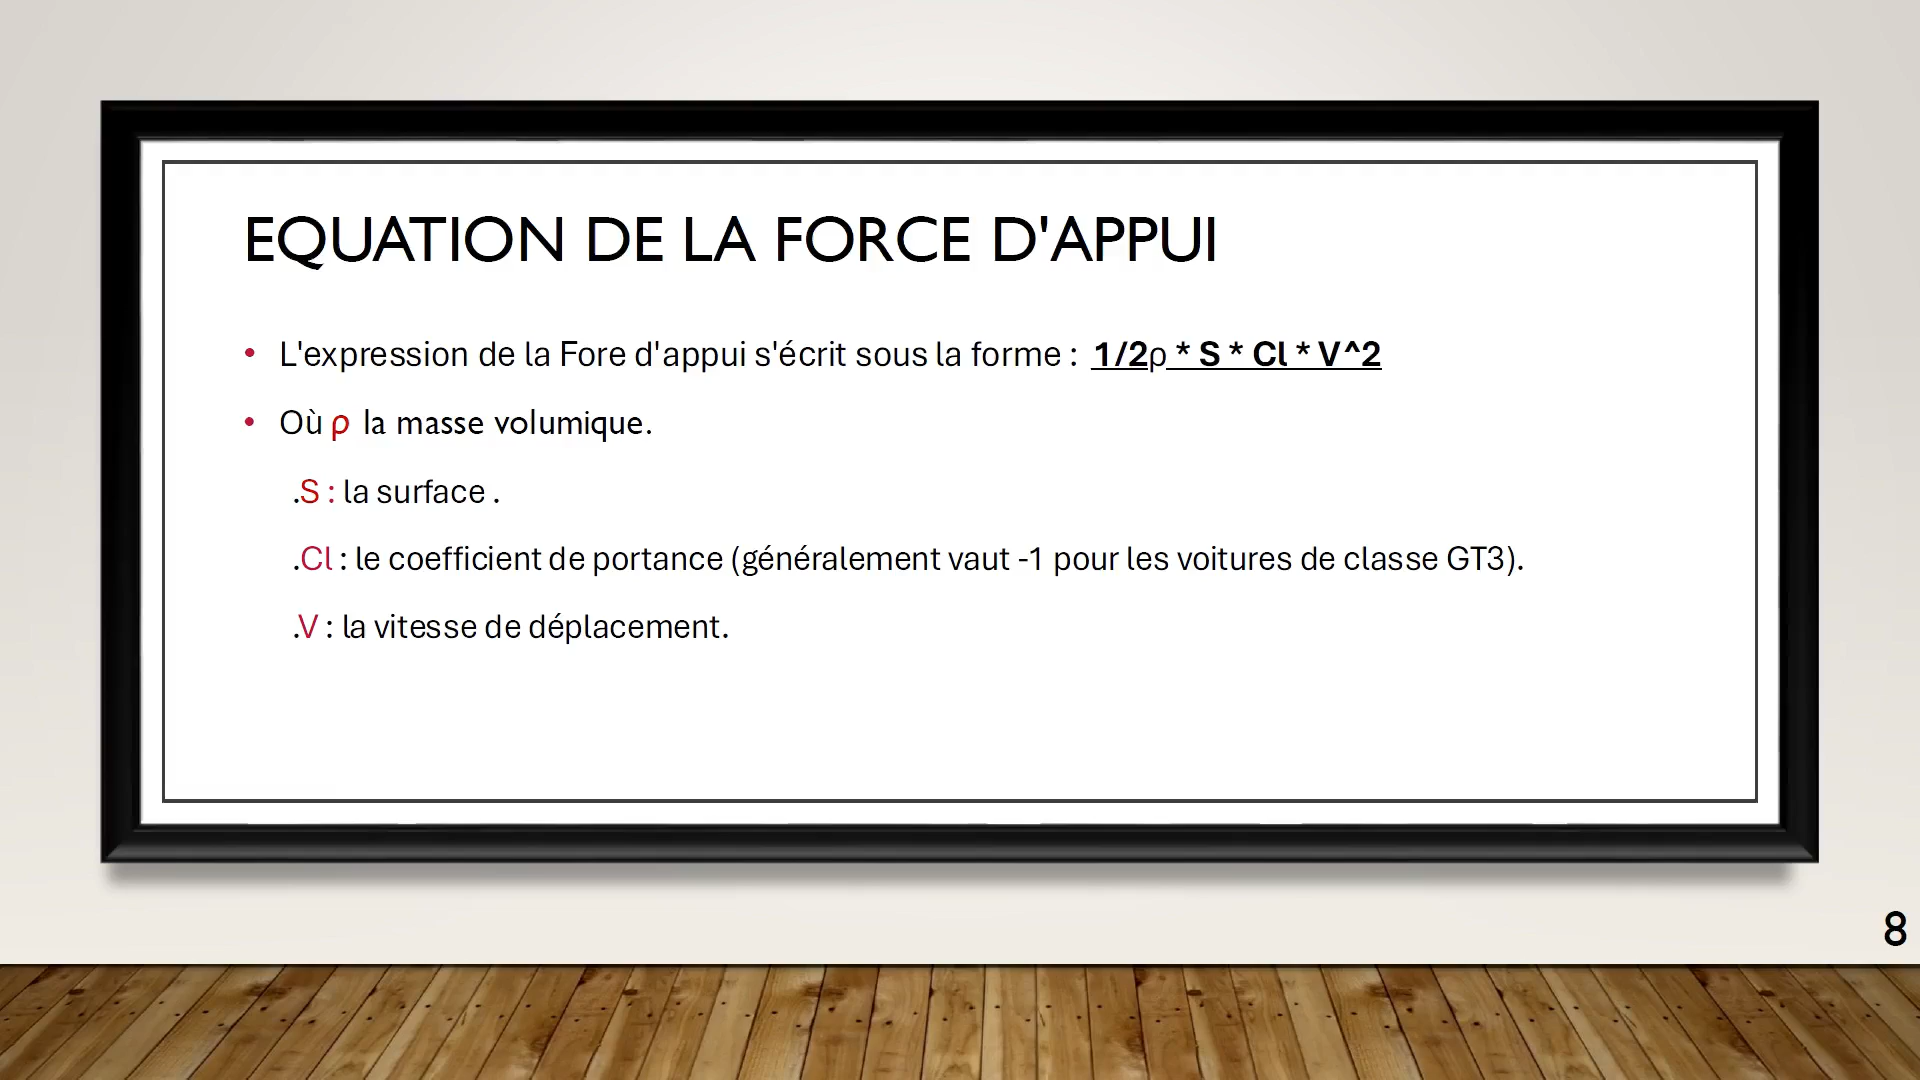 EQUATION DE LA FORCE D'APPUI
• L'expression de la Fore d'appui s'écrit sous la forme : 1/2ρ * S * Cl * V^2
• Où ρ la masse volumique.
.S : la surface .
.Cl : le coefficient de portance (généralement vaut -1 pour les voitures de classe GT3).
.V : la vitesse de déplacement.
8